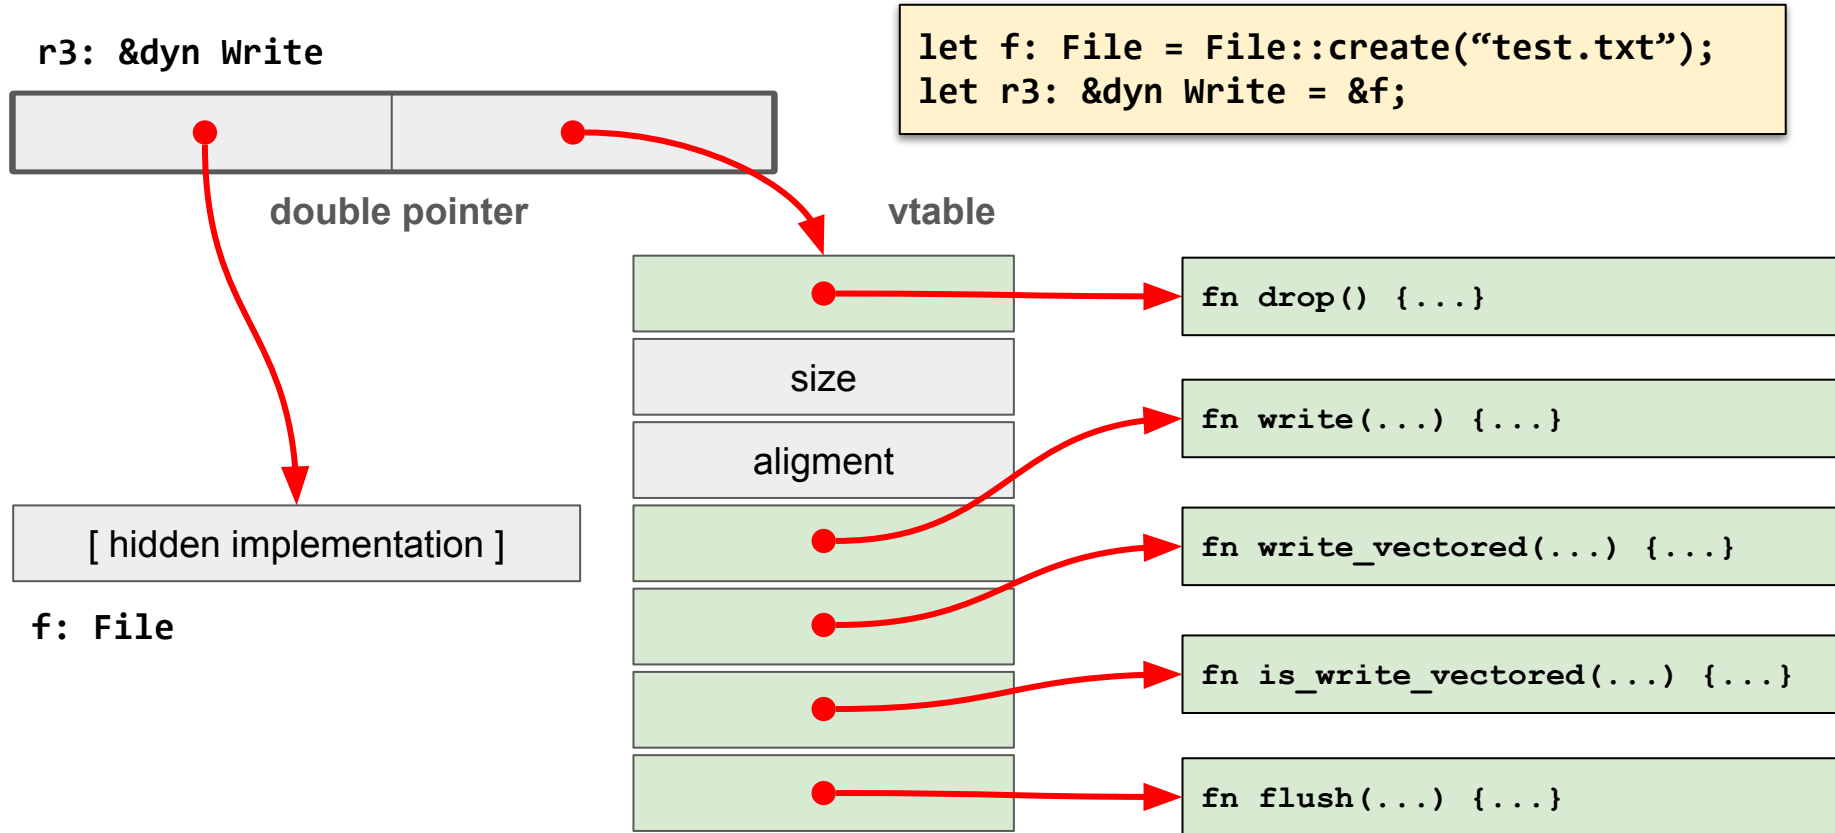 r3: &dyn Write
let f: File = File::create(“test.txt”);
let r3: &dyn Write = &f;
double pointer
vtable
fn drop() {...}
size
fn write(...) {...}
aligment
[ hidden implementation ]
fn write_vectored(...) {...}
f: File
fn is_write_vectored(...) {...}
fn flush(...) {...}